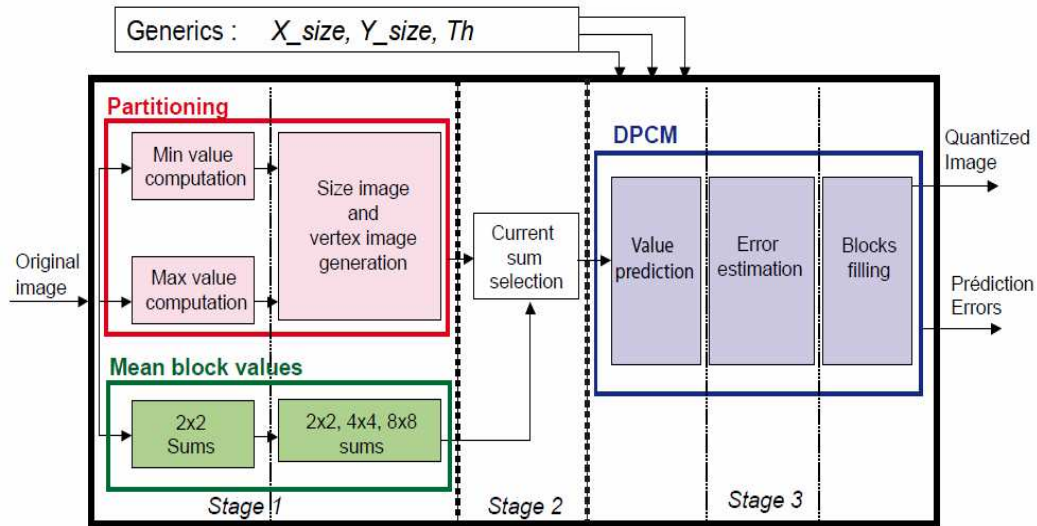 Generics : X_size, Y_size, Th
Partitioning
Min value
computation
Max value
computation
Size image
and
vertex image
generation
Original
image
Mean block values
2x2
Sums
2x2, 4x4, 8x8
sums
Stage 1
Current
sum
selection
Stage 2
DPCM
Value
prediction
Error
estimation
Blocks
filling
Stage 3
Quantized
Image
Prédiction
Errors